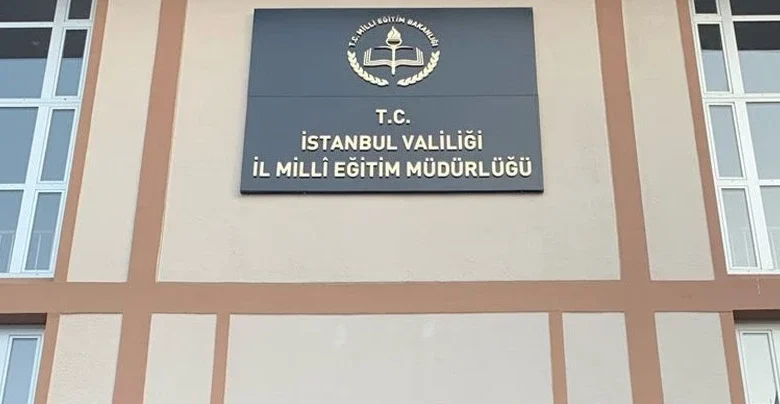 T.C. MİLLÎ EĞİTİM BAKANLIĞI
T.C.
İSTANBUL VALİLİĞİ
İL MİLLÎ EĞİTİM MÜDÜRLÜĞÜ